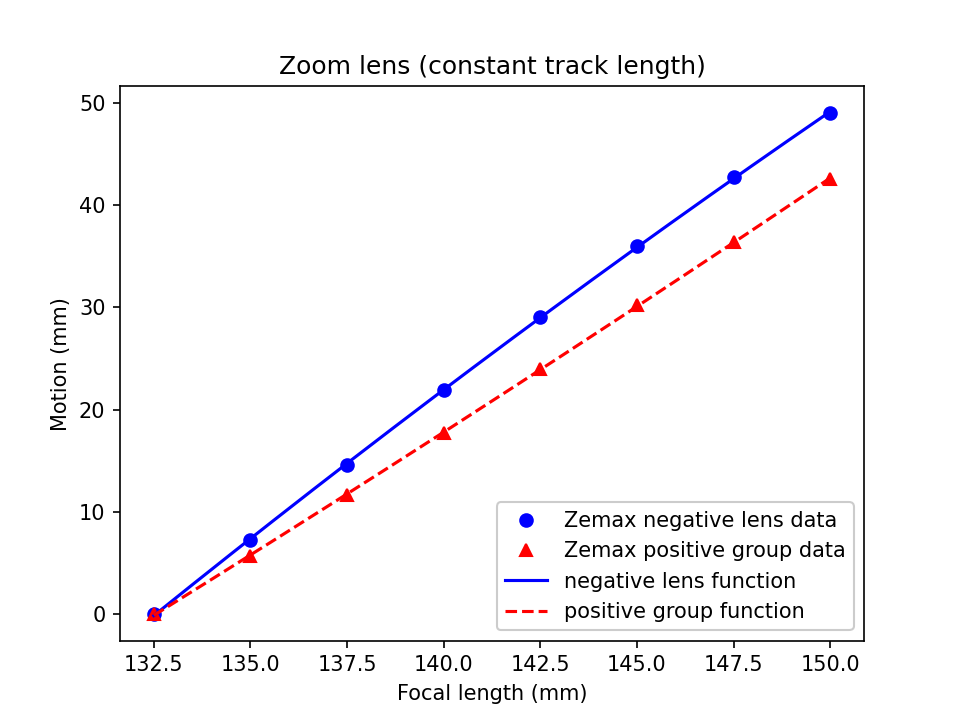 Zoom lens (constant track length)
Motion (mm)
50
40
30
20
10
0
Zemax negative lens data
Zemax positive group data
negative lens function
positive group function
132.5 135.0 137.5 140.0 142.5 145.0 147.5 150.0
Focal length (mm)